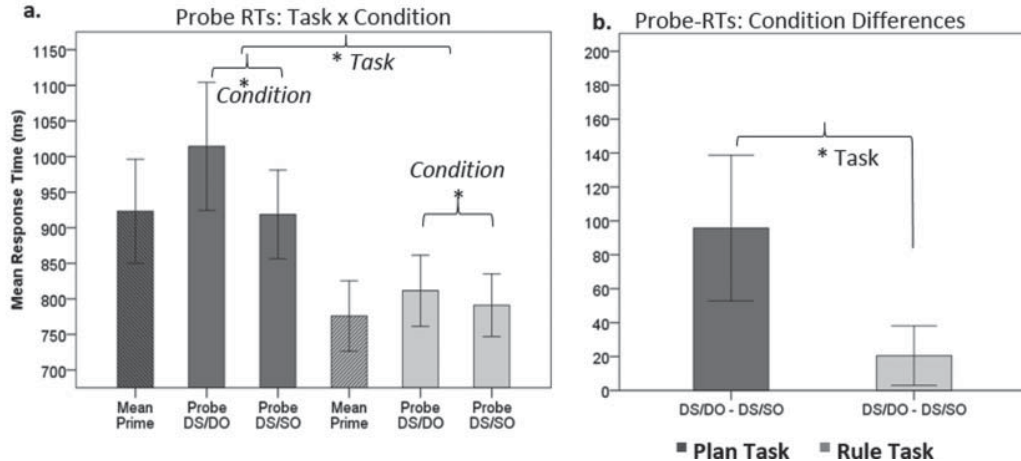 a.
Probe RTs: Task x Condition
Mean Response Time (ms)
1150
1100
1050
1000
950
900
850
800
750
700
* Task
*
Condition
Condition
*
Mean
Prime
Probe
DS/DO
Probe
DS/SO
Mean
Prime
Probe
DS/DO
Probe
DS/SO
b.
Probe-RTs: Condition Differences
200
180
160
140
120
100
80
60
40
20
0
* Task
DS/DO - DS/SO
DS/DO - DS/SO
Plan Task
Rule Task